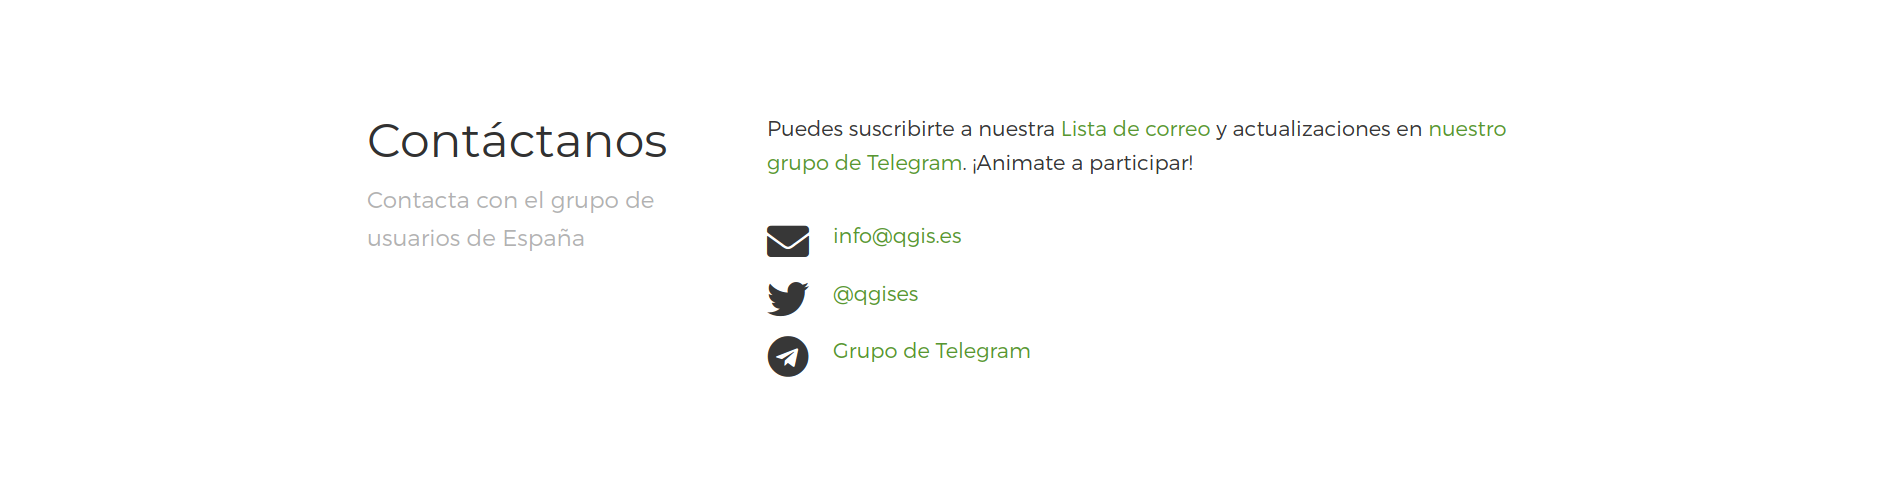 Contáctanos
Contacta con el grupo de
usuarios de España
Puedes suscribirte a nuestra Lista de correo y actualizaciones en nuestro
grupo de Telegram. ¡Animate a participar!
info@qgis.es
@qgises
Grupo de Telegram